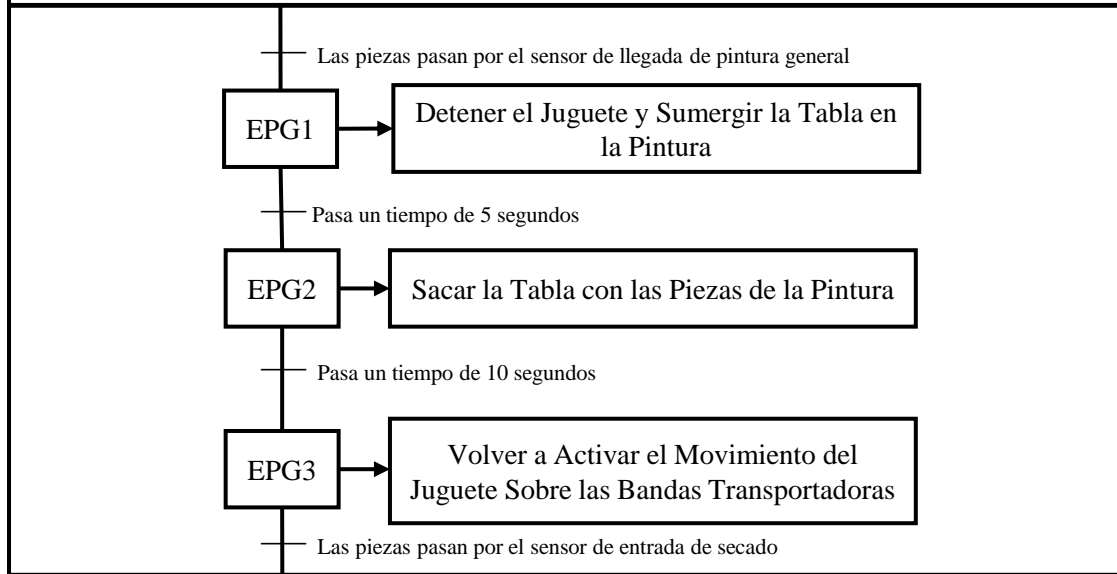 Las piezas pasan por el sensor de llegada de pintura general
EPG1
Detener el Juguete y Sumergir la Tabla en
la Pintura
Pasa un tiempo de 5 segundos
EPG2
Sacar la Tabla con las Piezas de la Pintura
Pasa un tiempo de 10 segundos
EPG3
Volver a Activar el Movimiento del
Juguete Sobre las Bandas Transportadoras
Las piezas pasan por el sensor de entrada de secado